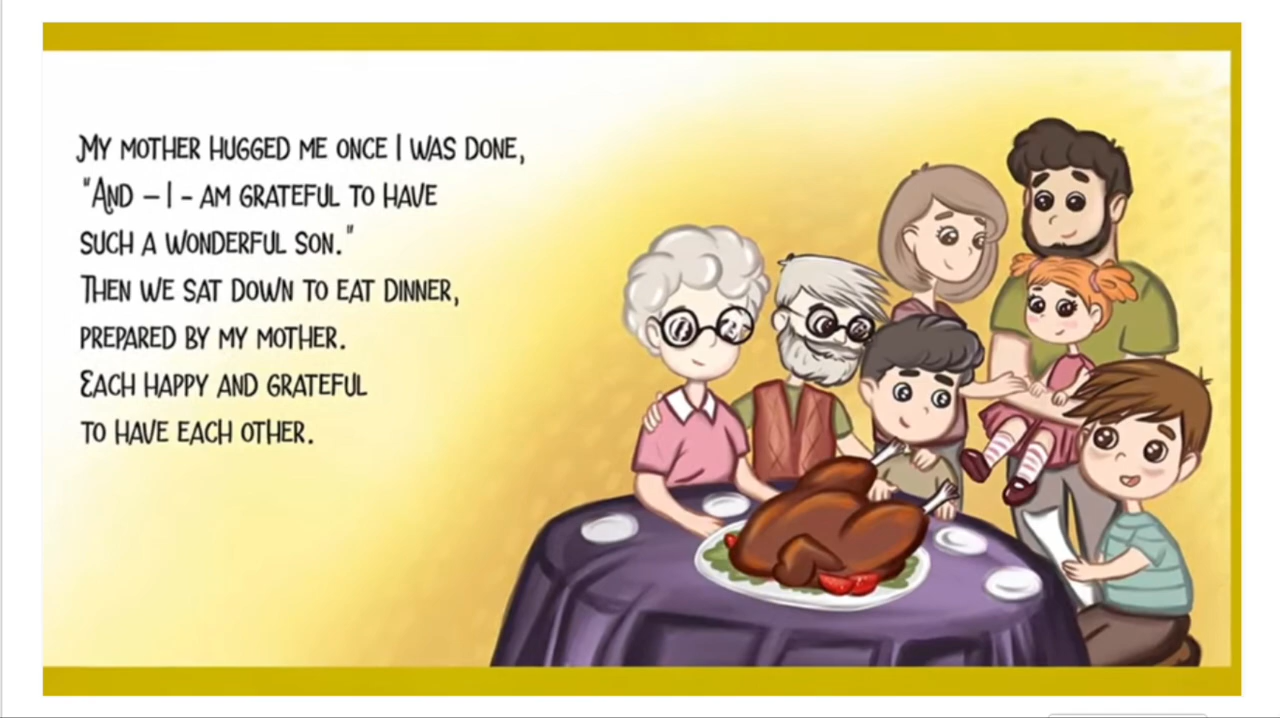 My mother hugged me once I was done,
"And – I - am grateful to have
such a wonderful son."
Then we sat down to eat dinner,
prepared by my mother.
Each happy and grateful
to have each other.